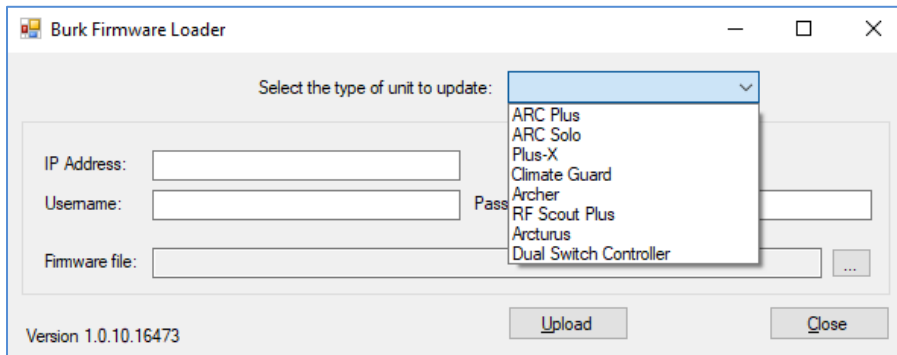 Burk Firmware Loader
Select the type of unit to update:
ARC Plus
ARC Solo
Plus-X
Climate Guard
Archer
RF Scout Plus
Arcturus
Dual Switch Controller
IP Address:
Username:
Pass
Firmware file:
...
Version 1.0.10.16473
Upload
Close